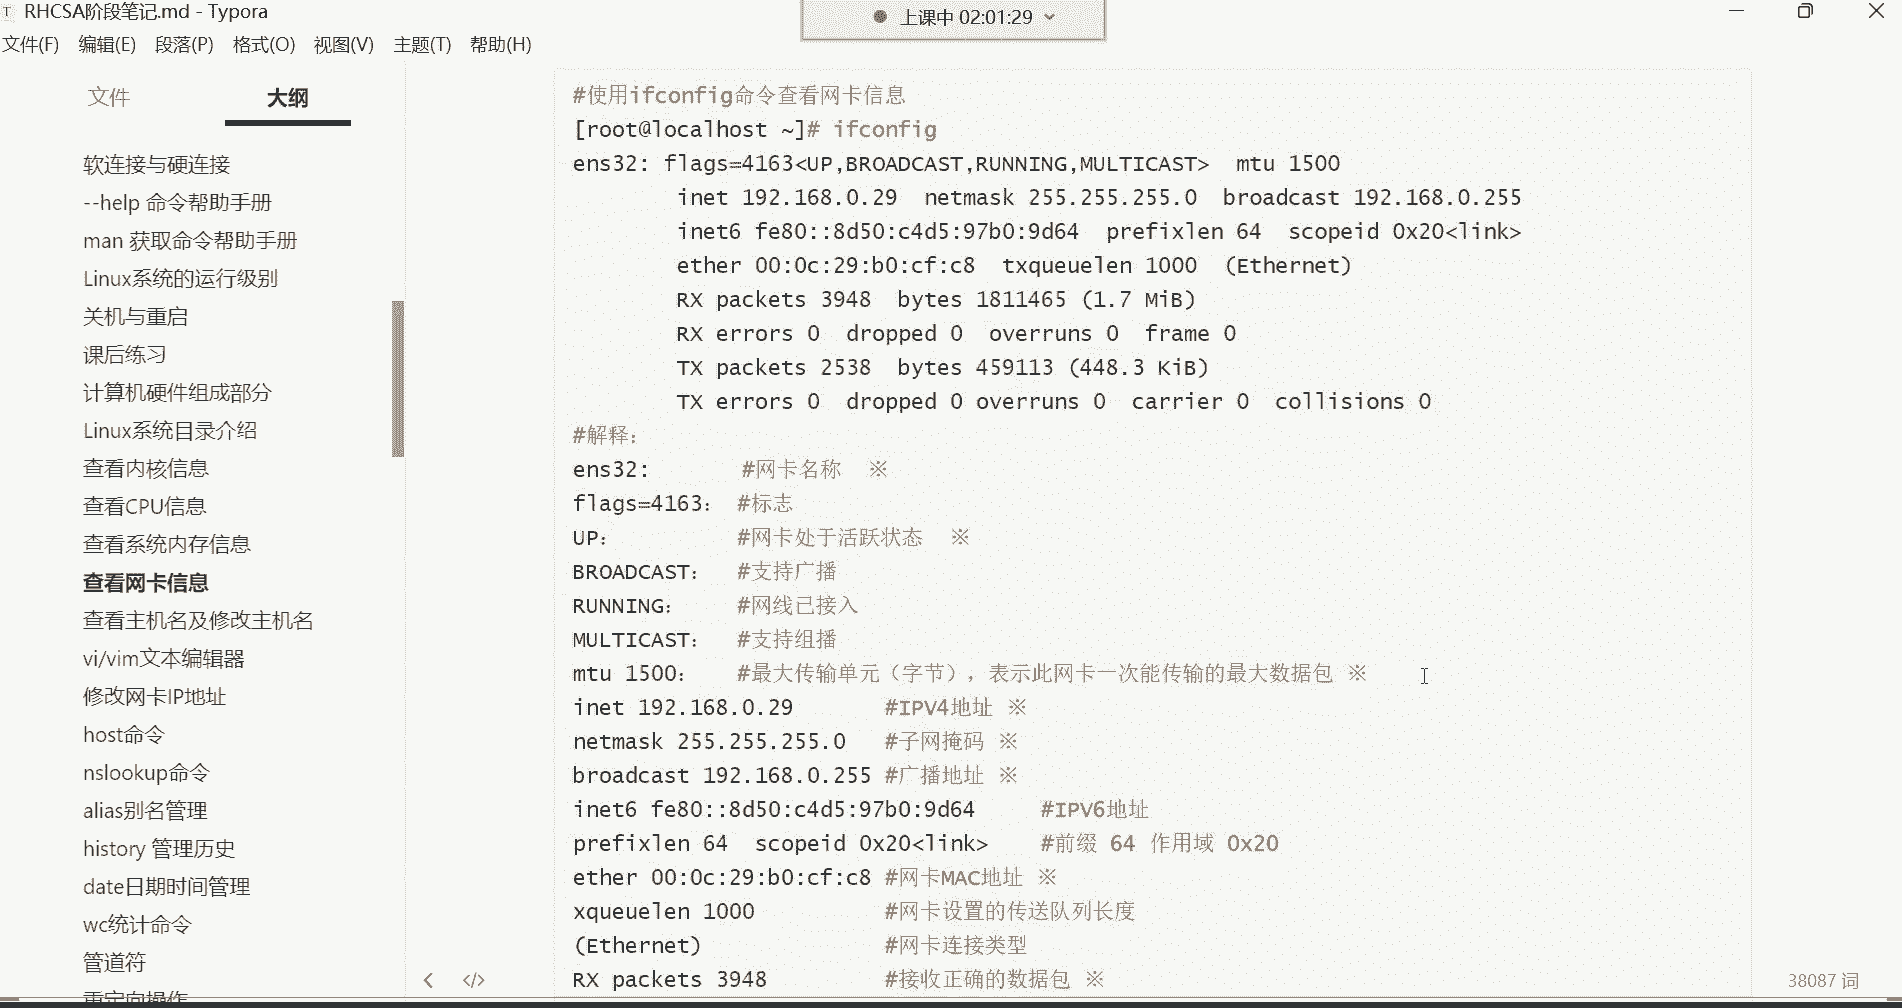 RHCSA阶段笔记.md - Typora
上课中 02:01:29
文件(F) 编辑(E) 段落(P) 格式(O) 视图(V) 主题(T) 帮助(H)
文件 大纲
软连接与硬连接
--help 命令帮助手册
man 获取命令帮助手册
Linux系统的运行级别
关机与重启
课后练习
计算机硬件组成部分
Linux系统目录介绍
查看内核信息
查看CPU信息
查看系统内存信息
查看网卡信息
查看主机名及修改主机名
vi/vim文本编辑器
修改网卡IP地址
host命令
nslookup命令
alias别名管理
history 管理历史
date日期时间管理
wc统计命令
管道符
重定向操作
#使用ifconfig命令查看网卡信息
[root@localhost ~]# ifconfig
ens32: flags=4163<UP,BROADCAST,RUNNING,MULTICAST>  mtu 1500
inet 192.168.0.29  netmask 255.255.255.0  broadcast 192.168.0.255
inet6 fe80::8d50:c4d5:97b0:9d64  prefixlen 64  scopeid 0x20<link>
ether 00:0c:29:b0:cf:c8  txqueuelen 1000  (Ethernet)
RX packets 3948  bytes 1811465 (1.7 MiB)
RX errors 0  dropped 0  overruns 0  frame 0
TX packets 2538  bytes 459113 (448.3 KiB)
TX errors 0  dropped 0 overruns 0  carrier 0  collisions 0
#解释：
ens32: #网卡名称 ※
flags=4163： #标志
UP： #网卡处于活跃状态 ※
BROADCAST： #支持广播
RUNNING： #网线已接入
MULTICAST： #支持组播
mtu 1500： #最大传输单元（字节），表示此网卡一次能传输的最大数据包 ※
inet 192.168.0.29 #IPV4地址 ※
netmask 255.255.255.0 #子网掩码 ※
broadcast 192.168.0.255 #广播地址 ※
inet6 fe80::8d50:c4d5:97b0:9d64 #IPV6地址
prefixlen 64  scopeid 0x20<link> #前缀 64 作用域 0x20
ether 00:0c:29:b0:cf:c8 #网卡MAC地址 ※
xqueuelen 1000 #网卡设置的传送队列长度
(Ethernet) #网卡连接类型
RX packets 3948 #接收正确的数据包 ※
38087 词